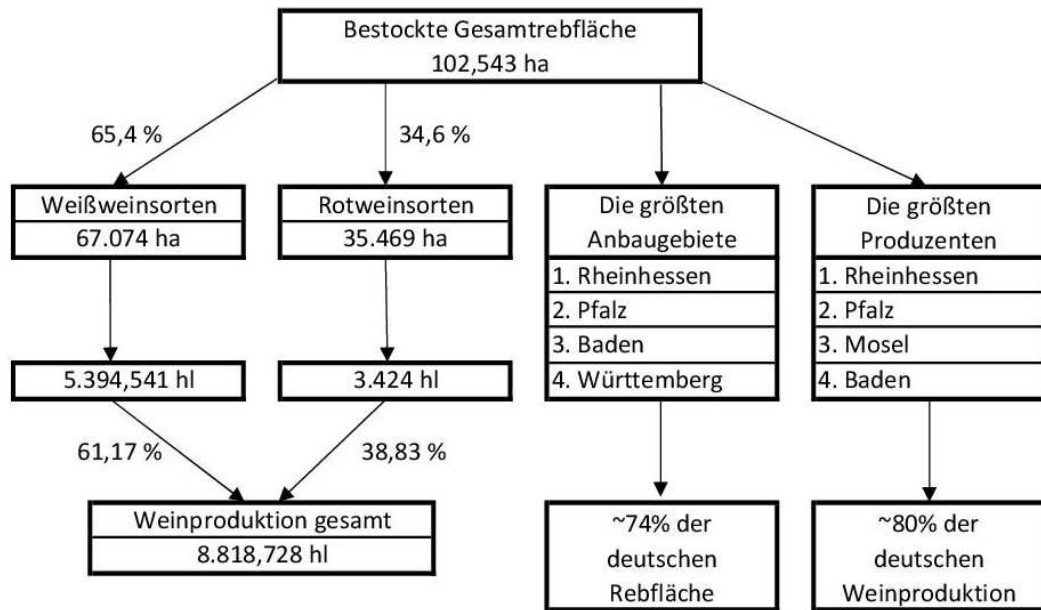 Bestockte Gesamtrebfläche
102,543 ha
65,4 %
34,6 %
Weißweinsorten
67.074 ha
Rotweinsorten
35.469 ha
Die größten
Anbaugebiete
1. Rheinhessen
2. Pfalz
3. Baden
4. Württemberg
Die größten
Produzenten
1. Rheinhessen
2. Pfalz
3. Mosel
4. Baden
5.394,541 hl
3.424 hl
61,17 %
38,83 %
Weinproduktion gesamt
8.818,728 hl
~74% der
deutschen
Rebfläche
~80% der
deutschen
Weinproduktion